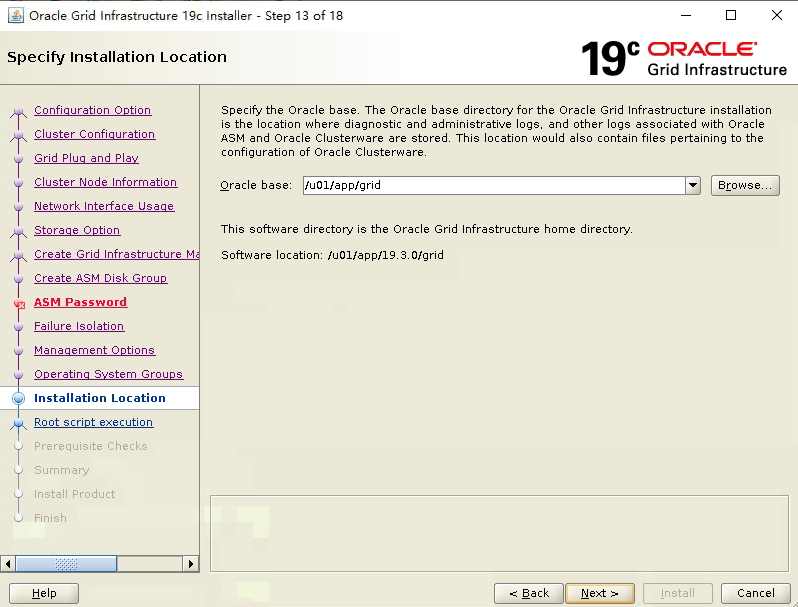 Oracle Grid Infrastructure 19c Installer - Step 13 of 18
Specify Installation Location
19c ORACLE
Grid Infrastructure
Configuration Option
Cluster Configuration
Grid Plug and Play
Cluster Node Information
Network Interface Usage
Storage Option
Create Grid Infrastructure Ma
Create ASM Disk Group
ASM Password
Failure Isolation
Management Options
Operating System Groups
Installation Location
Root script execution
Prerequisite Checks
Summary
Install Product
Finish
Specify the Oracle base. The Oracle base directory for the Oracle Grid Infrastructure installation
is the location where diagnostic and administrative logs, and other logs associated with Oracle
ASM and Oracle Clusterware are stored. This location would also contain files pertaining to the
configuration of Oracle Clusterware.
Oracle base: /u01/app/grid Browse...
This software directory is the Oracle Grid Infrastructure home directory.
Software location: /u01/app/19.3.0/grid
Help < Back Next > Install Cancel